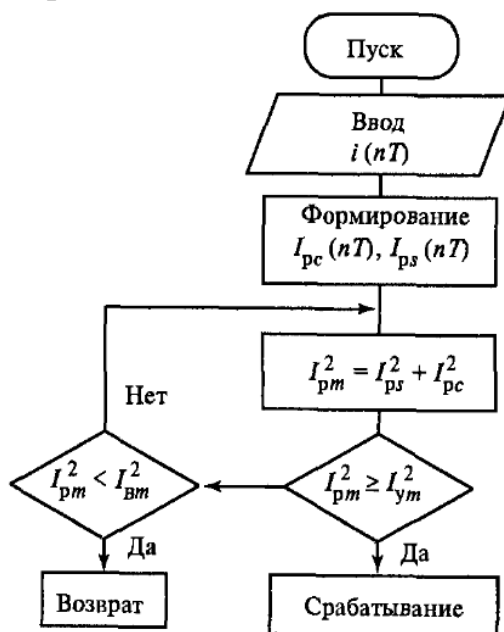 Пуск
Ввод
i (nT)
Формирование
I_pc (nT), I_ps (nT)
I²_pm = I²_ps + I²_pc
Нет
I²_pm < I²_вm
I²_pm ≥ I²_уm
Да
Да
Возврат
Срабатывание